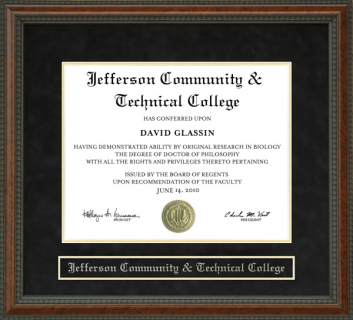 Jefferson Community &
Technical College
HAS CONFERRED UPON
DAVID GLASSIN
HAVING DEMONSTRATED ABILITY BY ORIGINAL RESEARCH IN BIOLOGY
THE DEGREE OF DOCTOR OF PHILOSOPHY
WITH ALL THE RIGHTS AND PRIVILEGES THERETO PERTAINING
ISSUED BY THE BOARD OF REGENTS
UPON RECOMMENDATION OF THE FACULTY
JUNE 14, 2010
PROVOST
PRESIDENT
Jefferson Community & Technical College